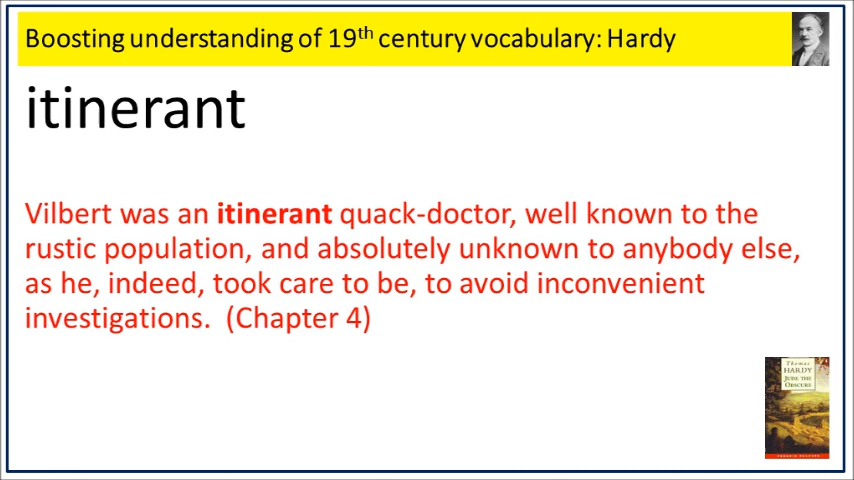 Boosting understanding of 19th century vocabulary: Hardy
itinerant
Vilbert was an itinerant quack-doctor, well known to the
rustic population, and absolutely unknown to anybody else,
as he, indeed, took care to be, to avoid inconvenient
investigations.  (Chapter 4)
Thomas
HARDY
JUDE THE
OBSCURE